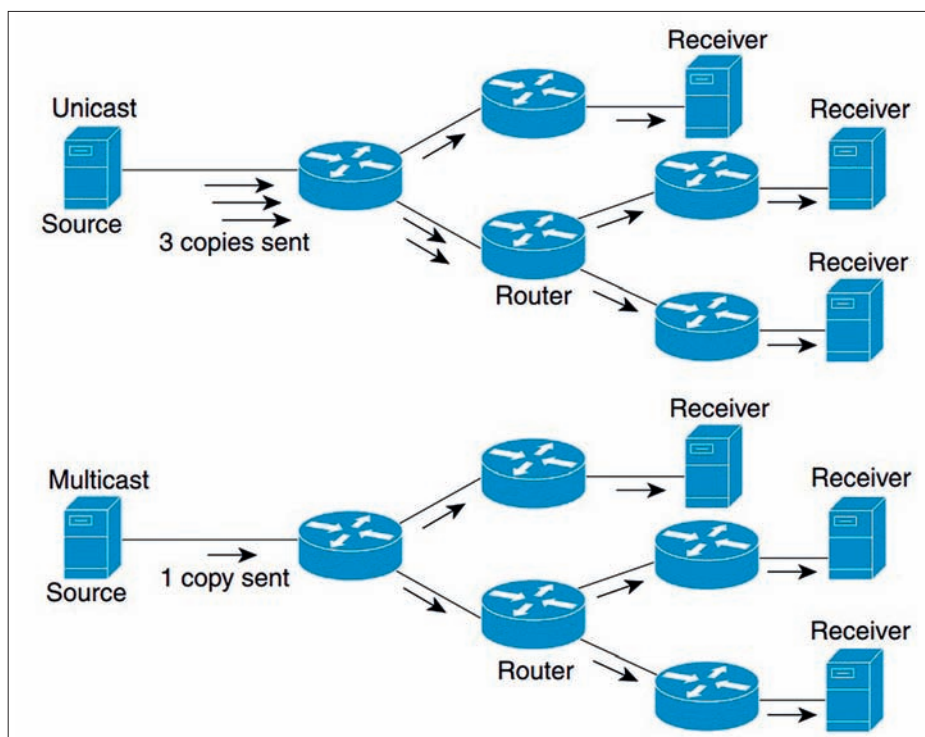 Receiver
Unicast
Receiver
Source
3 copies sent
Receiver
Router
Receiver
Multicast
Receiver
1 copy sent
Source
Receiver
Router